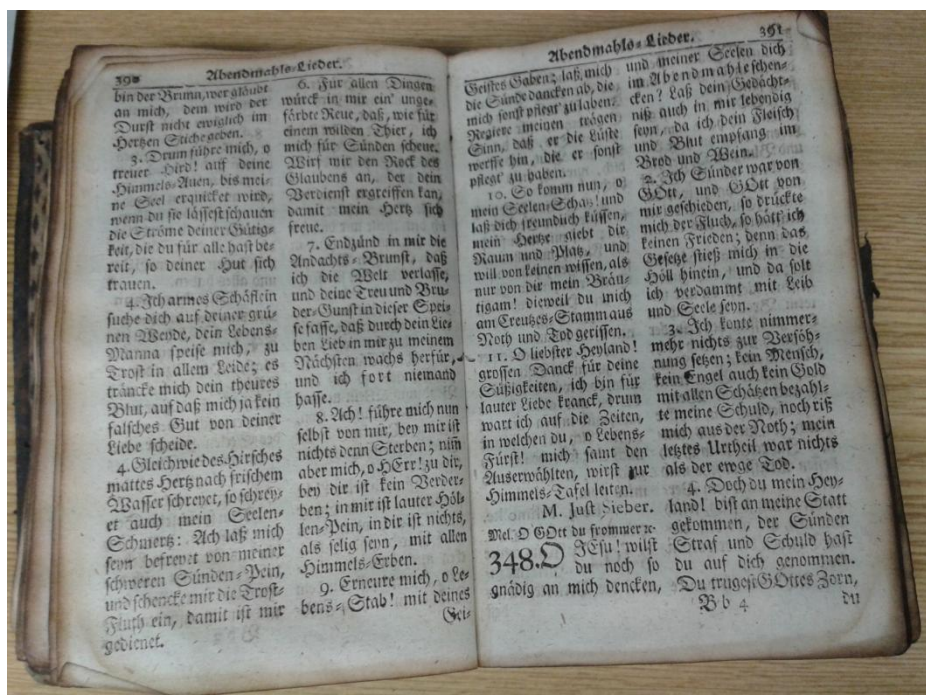 390
Abendmahls-Lieder.
bin der Brunn, wer gläubt
an mich, dem wird der
Durst nicht ewiglich im
Hertzen Stiche geben.
3. Drum führe mich, o
treuer Hird! auf deine
Himmels-Auen, bis mei-
ne Seel erquicket wird,
wenn du sie lässest schauen
die Ströme deiner Gütig-
keit, die du für alle hast be-
reit, so deiner Hut sich
trauen.
4. Ich armes Schäflein
suche dich auf deiner grü-
nen Weyde, dein Lebens-
Manna speise mich, zu
Trost in allem Leide; es
träncke mich dein theures
Blut, auf daß mich ja kein
falsches Gut von deiner
Liebe scheide.
4. Gleichwie des Hirsches
mattes Hertz nach frischem
Wasser schreyet, so schrey-
et auch mein Seelen-
Schmertz: Ach laß mich
seyn befreyet von meiner
schweren Sünden-Pein,
und schencke mir die Trost-
Fluth ein, damit ist mir
gedienet.
6. Für allen Dingen
würck in mir ein' unge-
färbte Reue, daß, wie für
einem wilden Thier, ich
mich für Sünden scheue.
Wirf mir den Rock des
Glaubens an, der dein
Verdienst ergreiffen kan,
damit mein Hertz sich
freue.
7. Endzünd in mir die
Andachts-Brunst, daß
ich die Welt verlasse,
und deine Treu und Bru-
der-Gunst in dieser Spei-
se fasse, daß durch dein Lie-
ben Lieb in mir zu meinem
Nächsten wachs herfür,
und ich fort niemand
hasse.
8. Ach! führe mich nun
selbst von mir, bey mir ist
nichts denn Sterben; nim̃
aber mich, o HErr! zu dir,
bey dir ist kein Verder-
ben; in mir ist lauter Höl-
len-Pein, in dir ist nichts,
als selig seyn, mit allen
Himmels-Erben.
9. Erneure mich, o Le-
bens-Stab! mit deines
Gei-
Abendmahls-Lieder.
391
Geistes Gaben; laß mich
die Sünde dancken ab, die
mich sonst pflegt zu laben.
Regiere meinen trägen
Sinn, daß er die Lüste
werffe hin, die er sonst
pflegt zu haben.
10. So komm nun, o
mein Seelen-Schatz! und
laß dich freundlich küssen,
mein Hertze giebt dir
Raum und Platz, und
will von keinen wissen, als
nur von dir mein Bräu-
tigam! dieweil du mich
am Creutzes-Stamm aus
Noth und Tod gerissen.
11. O liebster Heyland!
grossen Danck für deine
Süßigkeiten, ich bin für
lauter Liebe kranck, drum
wart ich auf die Zeiten,
in welchen du, o Lebens-
Fürst! mich samt den
Auserwählten, wirst zur
Himmels-Tafel leiten.
M. Just Sieber.
Mel. O GOtt du frommer ꝛc.
348. O JEsu! wilst
du noch so
gnädig an mich dencken,
und meiner Seelen dich
im Abendmahle schen-
cken? Laß dein Gedächt-
niß auch in mir lebendig
seyn, da ich dein Fleisch
und Blut empfang im
Brod und Wein.
2. Ich Sünder war von
GOtt, und GOtt von
mir geschieden, so drückte
mich der Fluch, so hätt ich
keinen Frieden; denn das
Gesetze stieß mich in die
Höll hinein, und da solt
ich verdammt mit Leib
und Seele seyn.
3. Ich konte nimmer-
mehr nichts zur Versöh-
nung setzen; kein Mensch,
kein Engel auch kein Gold
mit allen Schätzen bezahl-
te meine Schuld, noch riß
mich aus der Noth; mein
letztes Urtheil war nichts
als der ewge Tod.
4. Doch du mein Hey-
land! bist an meine Statt
gekommen, der Sünden
Straf und Schuld hast
du auf dich genommen.
Du trugest GOttes Zorn,
B b 4
du